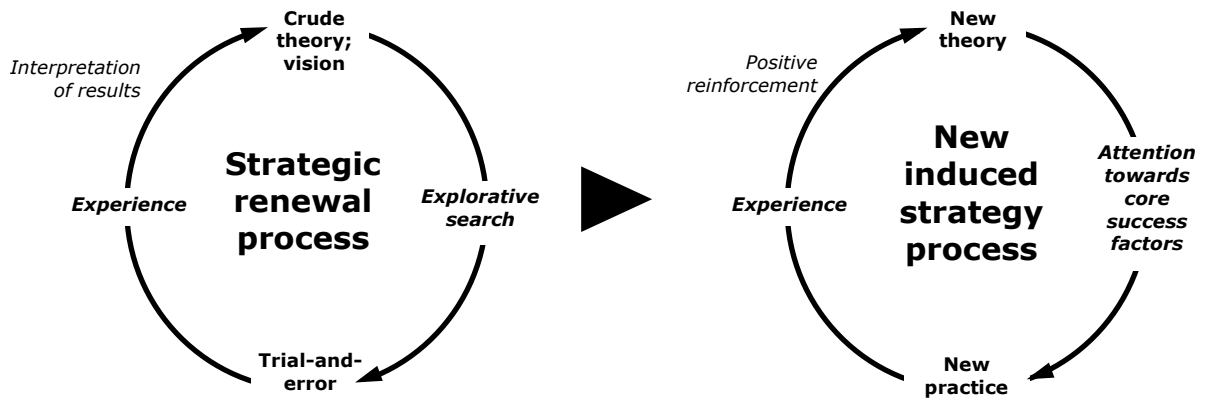 Crude
theory;
vision
Interpretation
of results
Strategic
renewal
process
Experience
Explorative
search
Trial-and-
error
New
theory
Positive
reinforcement
New
induced
strategy
process
Experience
Attention
towards
core
success
factors
New
practice